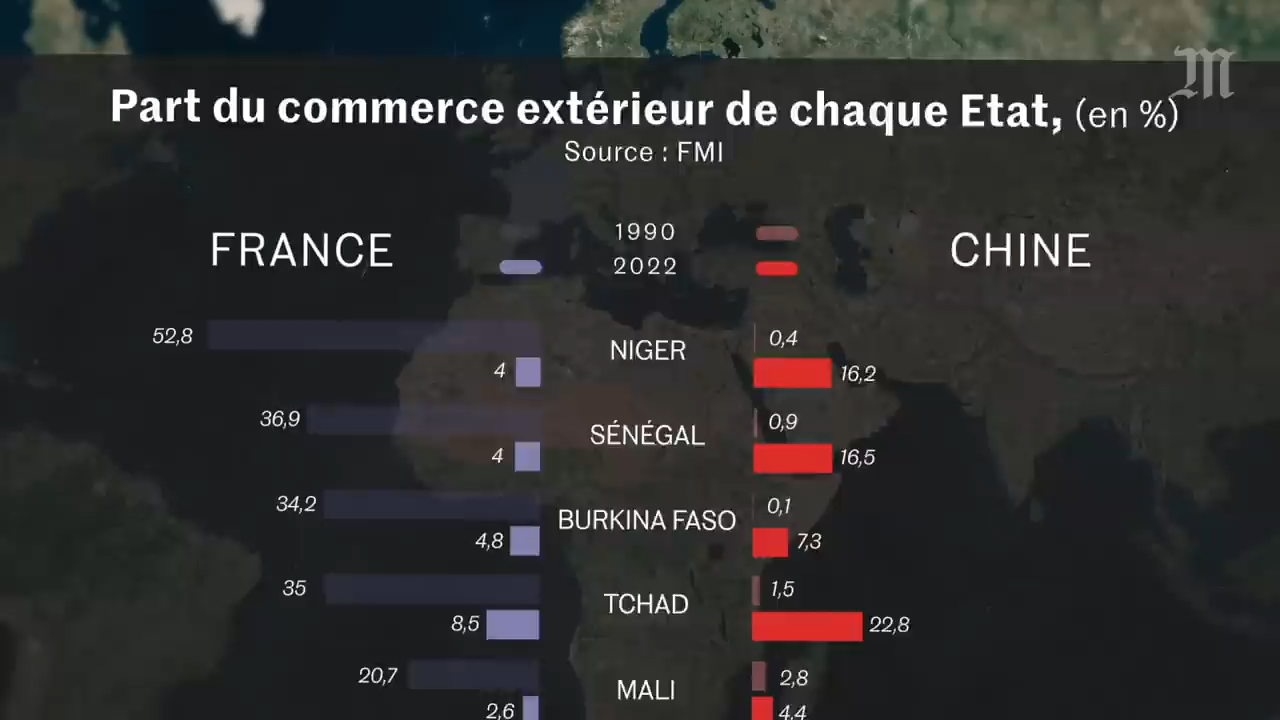 M
Part du commerce extérieur de chaque Etat, (en %)
Source : FMI
FRANCE
1990
2022
CHINE
52,8
4
NIGER
0,4
16,2
36,9
4
SÉNÉGAL
0,9
16,5
34,2
4,8
BURKINA FASO
0,1
7,3
35
8,5
TCHAD
1,5
22,8
20,7
2,6
MALI
2,8
4,4